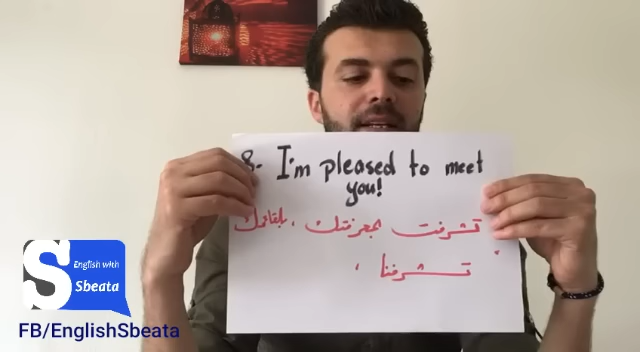 8- I'm pleased to meet
you!
تشرفت بمعرفتك ، بلقائك
تشرفنا ،
S English with
Sbeata
FB/EnglishSbeata